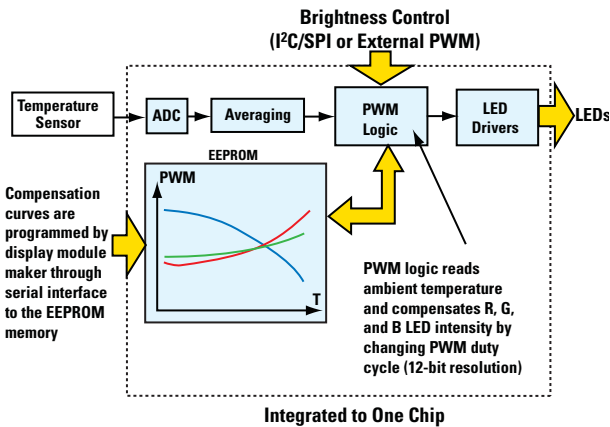 Brightness Control
(I²C/SPI or External PWM)
Temperature
Sensor
ADC
Averaging
PWM
Logic
LED
Drivers
LEDs
EEPROM
PWM
T
Compensation
curves are
programmed by
display module
maker through
serial interface
to the EEPROM
memory
PWM logic reads
ambient temperature
and compensates R, G,
and B LED intensity by
changing PWM duty
cycle (12-bit resolution)
Integrated to One Chip